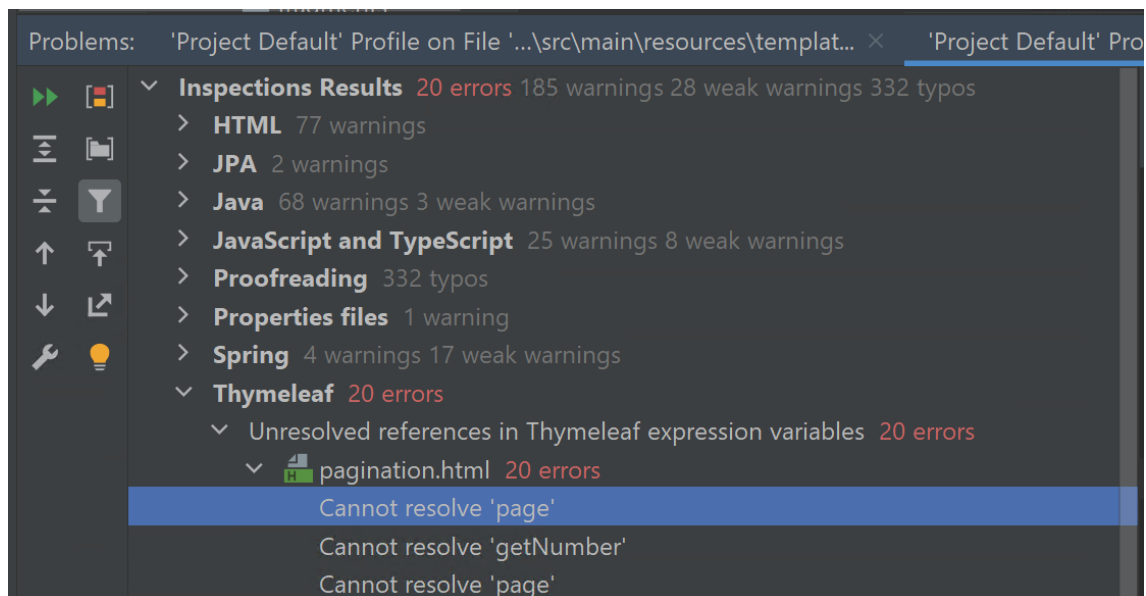 Problems: 'Project Default' Profile on File '...\src\main\resources\templat... × 'Project Default' Pro
Inspections Results 20 errors 185 warnings 28 weak warnings 332 typos
HTML 77 warnings
JPA 2 warnings
Java 68 warnings 3 weak warnings
JavaScript and TypeScript 25 warnings 8 weak warnings
Proofreading 332 typos
Properties files 1 warning
Spring 4 warnings 17 weak warnings
Thymeleaf 20 errors
Unresolved references in Thymeleaf expression variables 20 errors
H pagination.html 20 errors
Cannot resolve 'page'
Cannot resolve 'getNumber'
Cannot resolve 'page'